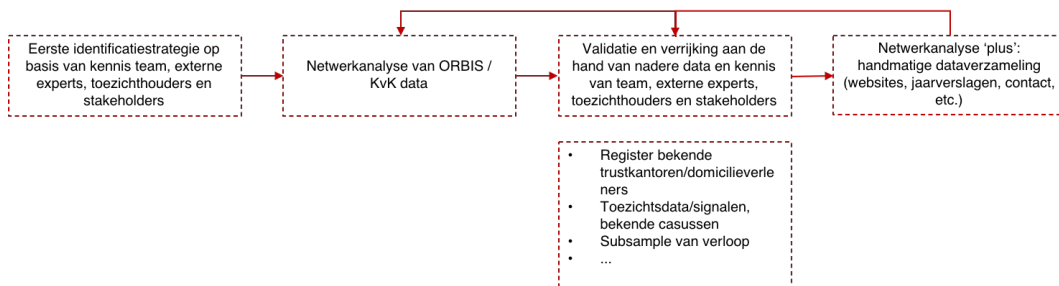 Eerste identificatiestrategie op
basis van kennis team, externe
experts, toezichthouders en
stakeholders
Netwerkanalyse van ORBIS /
KvK data
Validatie en verrijking aan de
hand van nadere data en kennis
van team, externe experts,
toezichthouders en stakeholders
Netwerkanalyse ‘plus’:
handmatige dataverzameling
(websites, jaarverslagen, contact,
etc.)
• Register bekende
trustkantoren/domicilieverle
ners
• Toezichtsdata/signalen,
bekende casussen
• Subsample van verloop
• ...